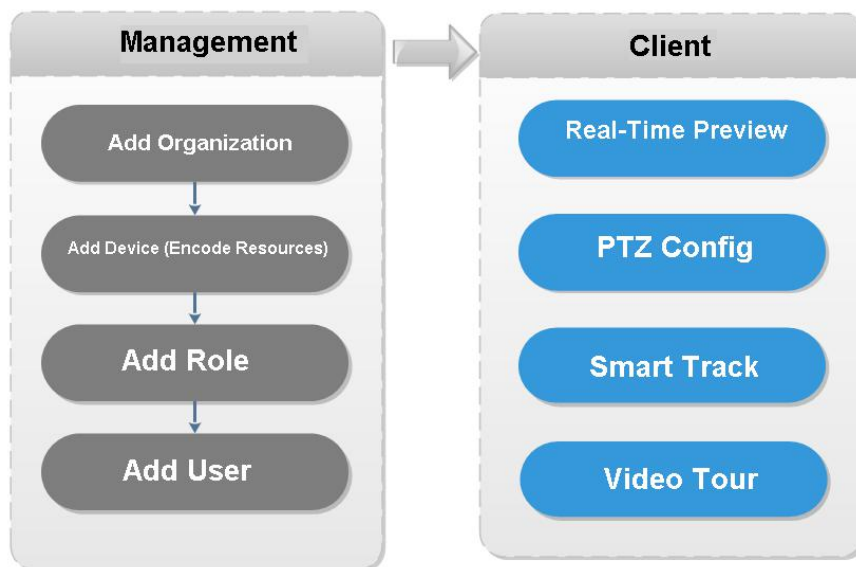 Management
Add Organization
Add Device (Encode Resources)
Add Role
Add User
Client
Real-Time Preview
PTZ Config
Smart Track
Video Tour